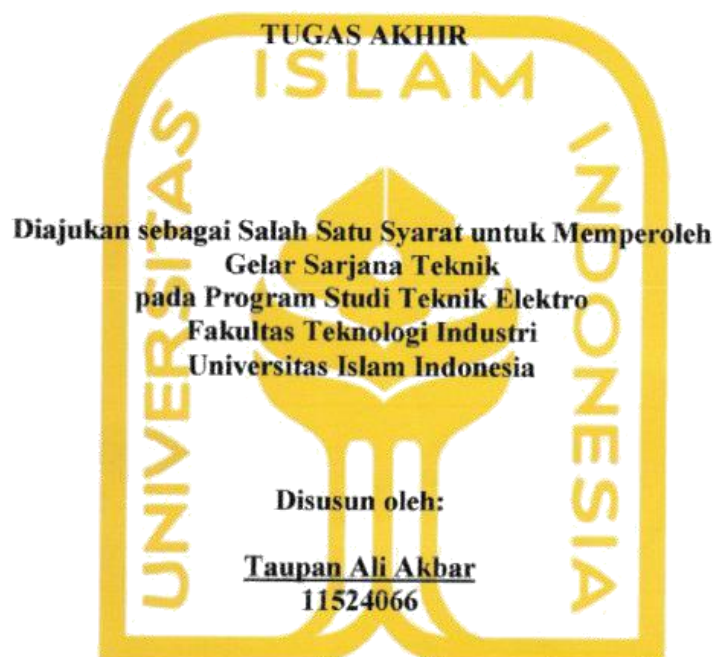 TUGAS AKHIR
ISLAM
UNIVERSITAS
INDONESIA
Diajukan sebagai Salah Satu Syarat untuk Memperoleh
Gelar Sarjana Teknik
pada Program Studi Teknik Elektro
Fakultas Teknologi Industri
Universitas Islam Indonesia
Disusun oleh:
Taupan Ali Akbar
11524066